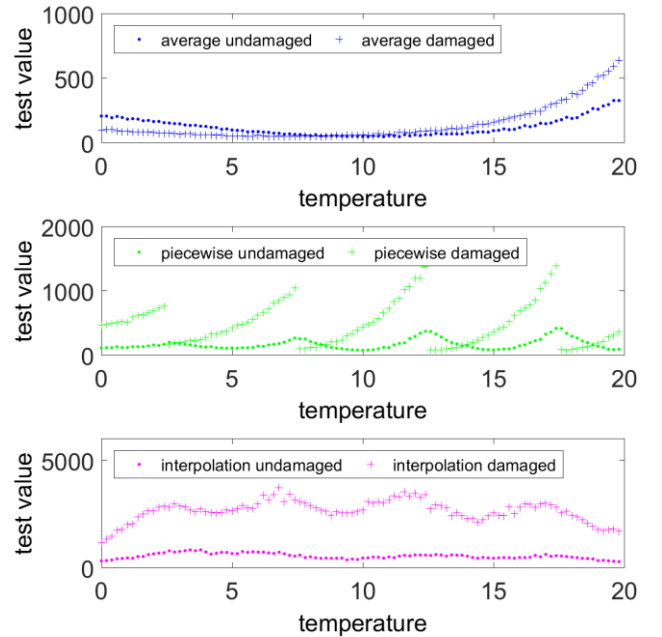 1000
500
0
test value
average undamaged average damaged
0 5 10 15 20
temperature
2000
1000
0
test value
piecewise undamaged piecewise damaged
0 5 10 15 20
temperature
5000
0
test value
interpolation undamaged interpolation damaged
0 5 10 15 20
temperature